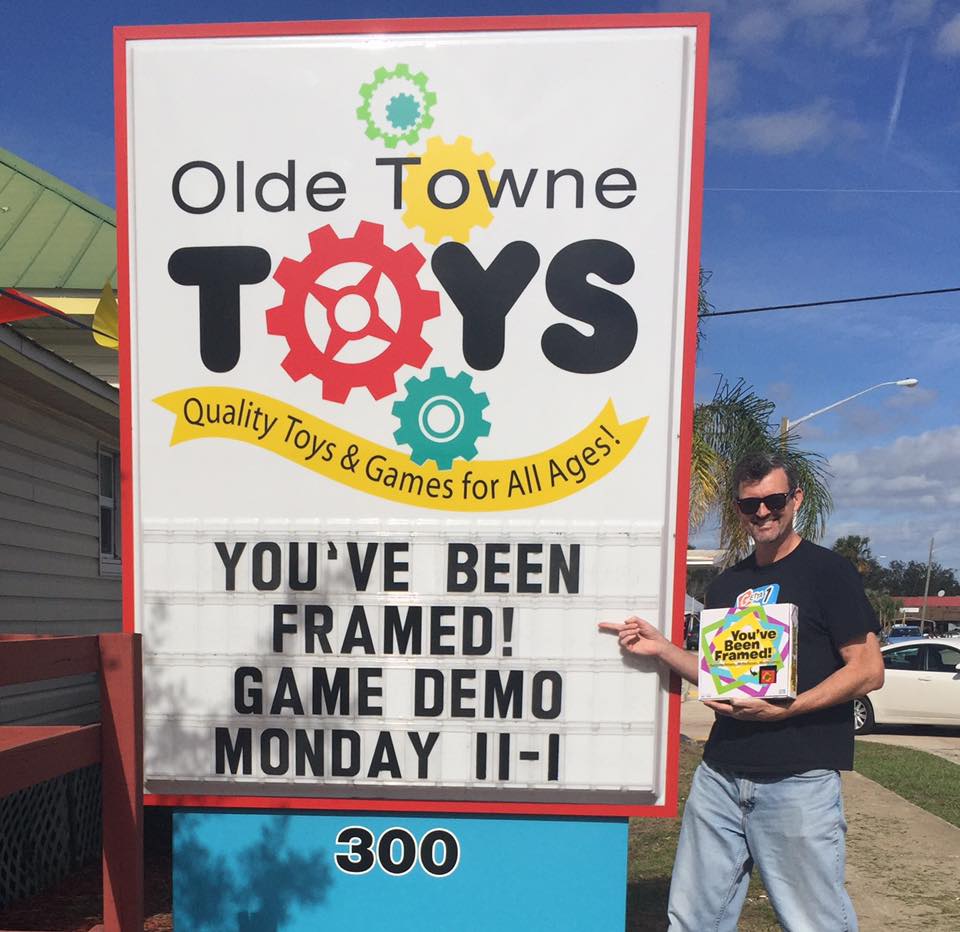 Olde Towne
TOYS
Quality Toys & Games for All Ages!
YOU'VE BEEN
FRAMED!
GAME DEMO
MONDAY 11-1
300
You've
Been
Framed!